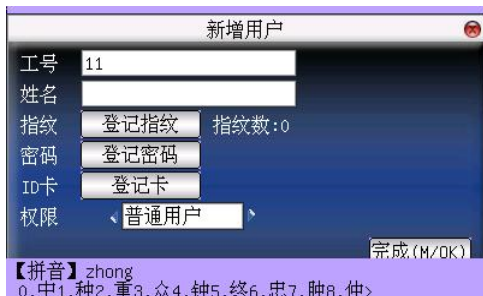 新增用户
工号 11
姓名
指纹 登记指纹 指纹数:0
密码 登记密码
ID卡 登记卡
权限 普通用户
完成(M/OK)
【拼音】zhong
0.中1.种2.重3.众4.钟5.终6.忠7.肿8.仲>